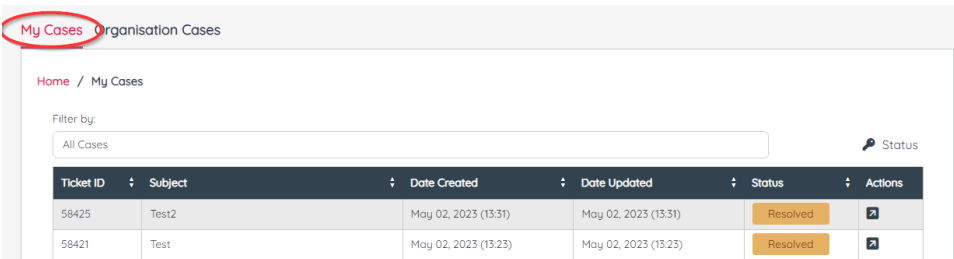 My Cases Organisation Cases
Home / My Cases
Filter by:
All Cases
Status
Ticket ID Subject Date Created Date Updated Status Actions
58425 Test2 May 02, 2023 (13:31) May 02, 2023 (13:31) Resolved
58421 Test May 02, 2023 (13:23) May 02, 2023 (13:23) Resolved